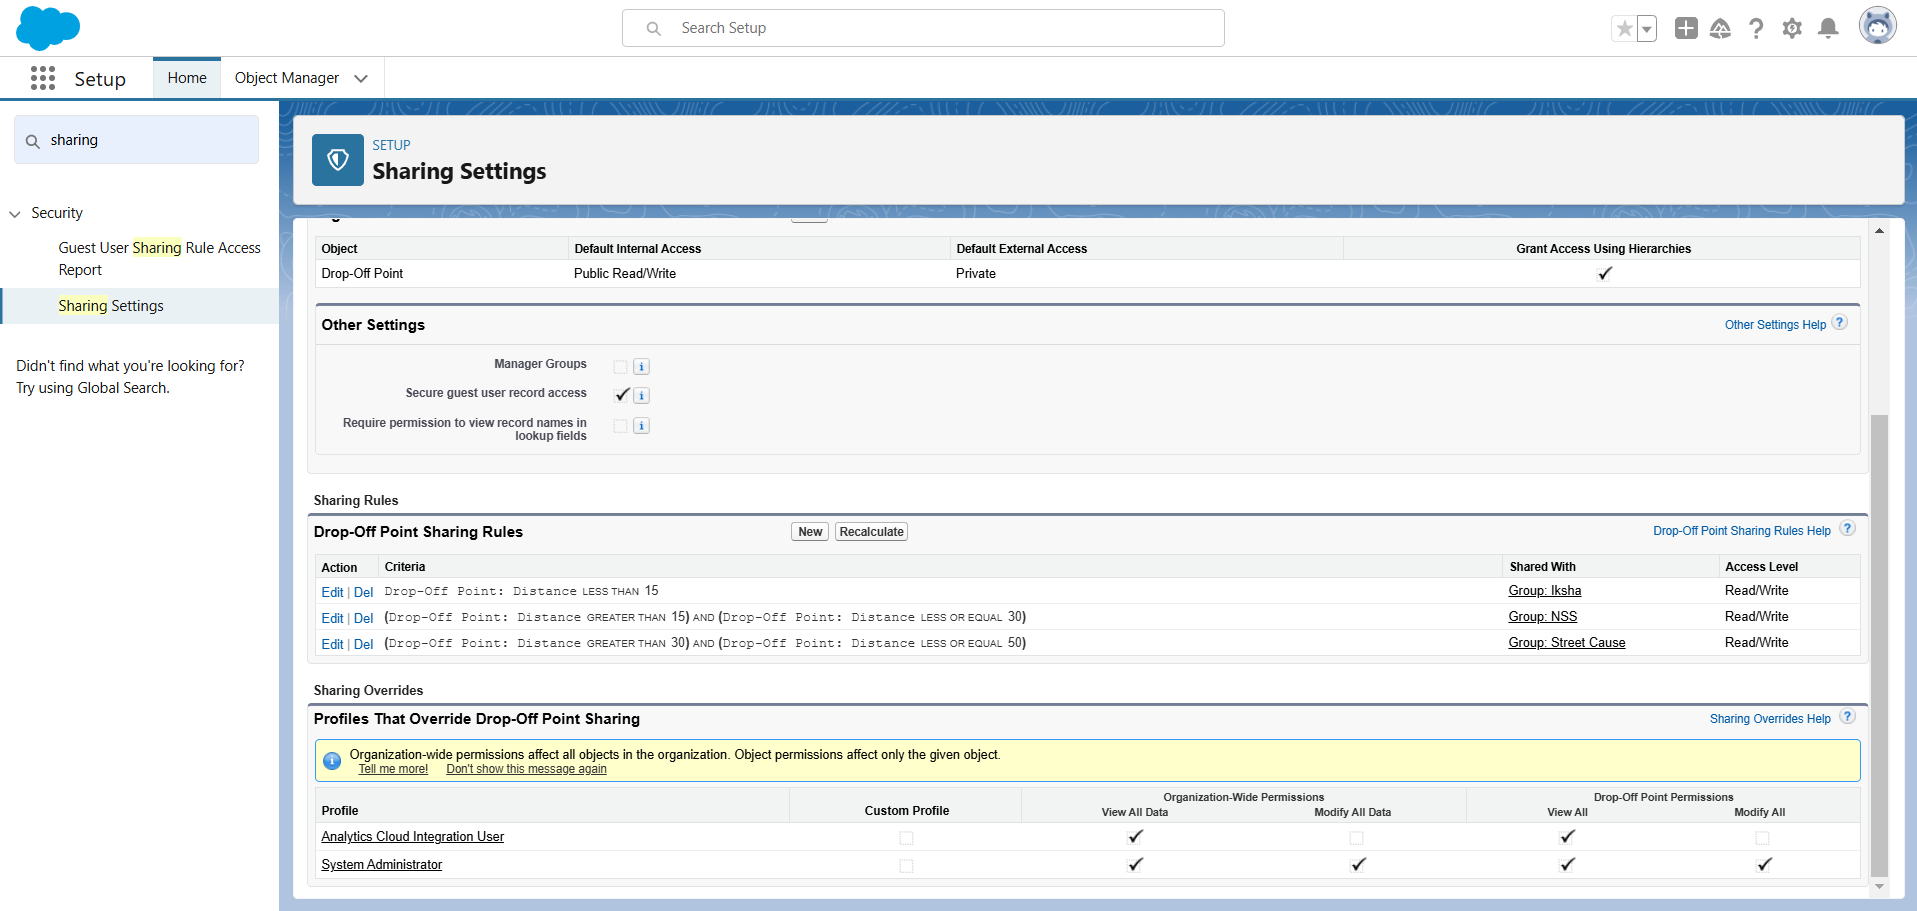 Search Setup
Setup
Home
Object Manager
sharing
Security
Guest User Sharing Rule Access
Report
Sharing Settings
Didn't find what you're looking for?
Try using Global Search.
SETUP
Sharing Settings
Object Default Internal Access Default External Access Grant Access Using Hierarchies
Drop-Off Point Public Read/Write Private
Other Settings
Other Settings Help ?
Manager Groups
Secure guest user record access
Require permission to view record names in
lookup fields
Sharing Rules
Drop-Off Point Sharing Rules
New Recalculate
Drop-Off Point Sharing Rules Help ?
Action Criteria Shared With Access Level
Edit | Del Drop-Off Point: Distance LESS THAN 15 Group: Iksha Read/Write
Edit | Del (Drop-Off Point: Distance GREATER THAN 15) AND (Drop-Off Point: Distance LESS OR EQUAL 30) Group: NSS Read/Write
Edit | Del (Drop-Off Point: Distance GREATER THAN 30) AND (Drop-Off Point: Distance LESS OR EQUAL 50) Group: Street Cause Read/Write
Sharing Overrides
Profiles That Override Drop-Off Point Sharing
Sharing Overrides Help ?
Organization-wide permissions affect all objects in the organization. Object permissions affect only the given object.
Tell me more! Don't show this message again
Organization-Wide Permissions Drop-Off Point Permissions
Profile Custom Profile View All Data Modify All Data View All Modify All
Analytics Cloud Integration User
System Administrator